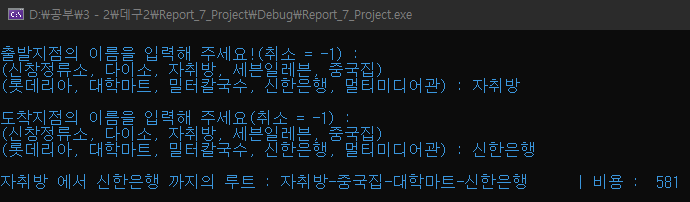 D:₩공부₩3 - 2₩데구2₩Report_7_Project₩Debug₩Report_7_Project.exe
출발지점의 이름을 입력해 주세요!(취소 = -1) :
(신창정류소, 다이소, 자취방, 세븐일레븐, 중국집)
(롯데리아, 대학마트, 밀터칼국수, 신한은행, 멀티미디어관) : 자취방
도착지점의 이름을 입력해 주세요(취소 = -1) :
(신창정류소, 다이소, 자취방, 세븐일레븐, 중국집)
(롯데리아, 대학마트, 밀터칼국수, 신한은행, 멀티미디어관) : 신한은행
자취방 에서 신한은행 까지의 루트 : 자취방-중국집-대학마트-신한은행 | 비용 : 581